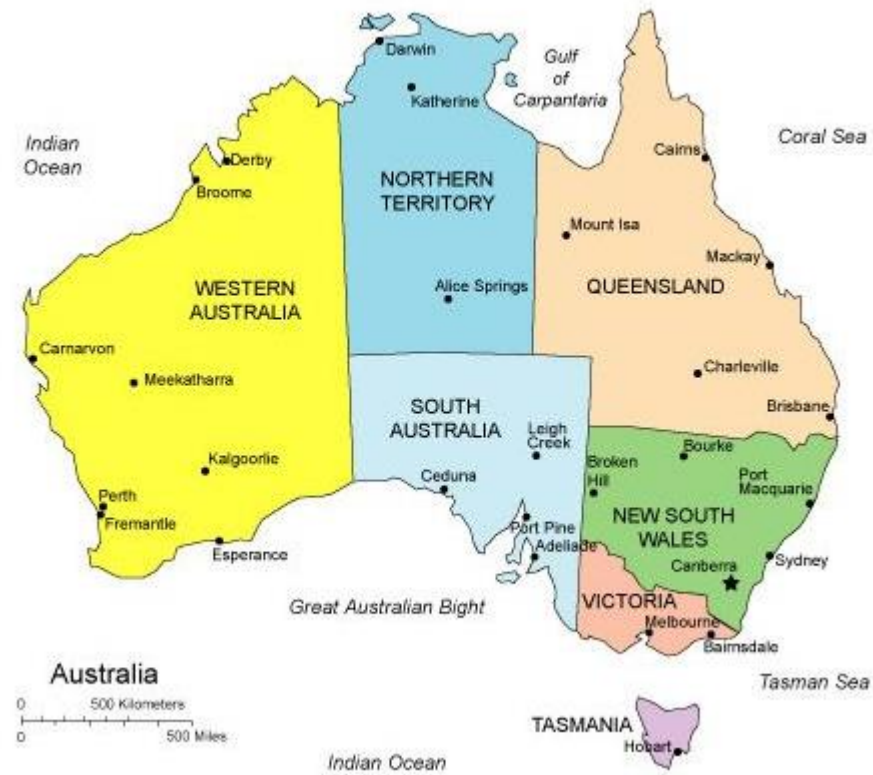 Darwin
Gulf
of
Carpantaria
Katherine
Indian
Ocean
Coral Sea
Derby
Cairns
Broome
NORTHERN
TERRITORY
Mount Isa
Mackay
WESTERN
AUSTRALIA
Alice Springs
QUEENSLAND
Carnarvon
Meekatharra
Charleville
SOUTH
AUSTRALIA
Brisbane
Leigh
Creek
Kalgoorlie
Ceduna
Broken
Hill
Bourke
Port
Macquarie
Perth
Fremantle
Port Pine
NEW SOUTH
WALES
Esperance
Adeliade
Sydney
Canberra
Great Australian Bight
VICTORIA
Melbourne
Bairnsdale
Australia
Tasman Sea
0 500 Kilometers
0 500 Miles
TASMANIA
Hobart
Indian Ocean